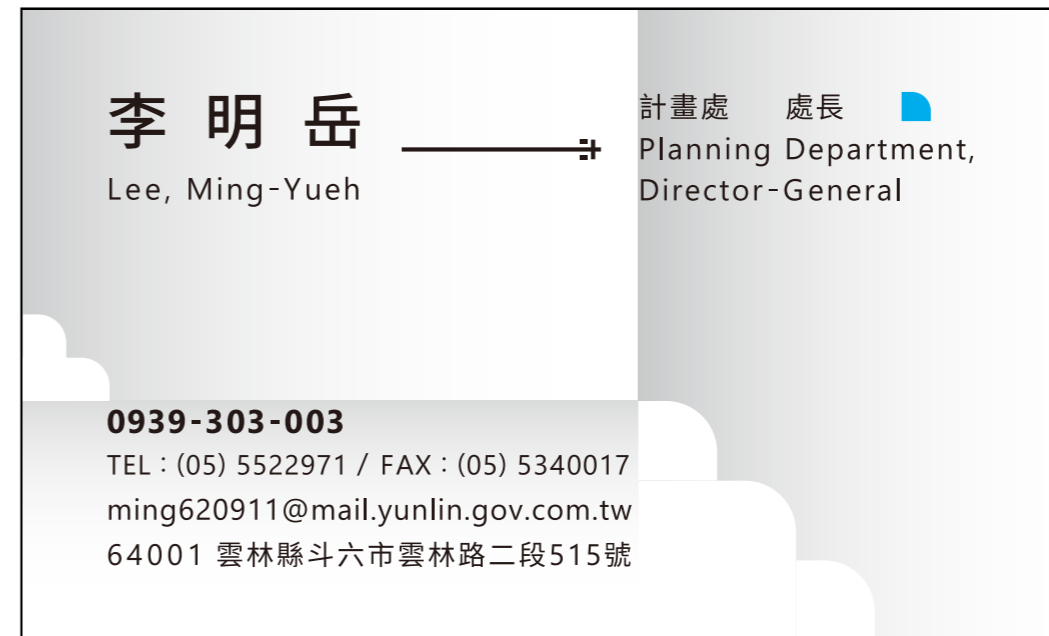 李明岳
Lee, Ming-Yueh
計畫處 處長
Planning Department,
Director-General
0939-303-003
TEL：(05) 5522971 / FAX：(05) 5340017
ming620911@mail.yunlin.gov.com.tw
64001 雲林縣斗六市雲林路二段515號